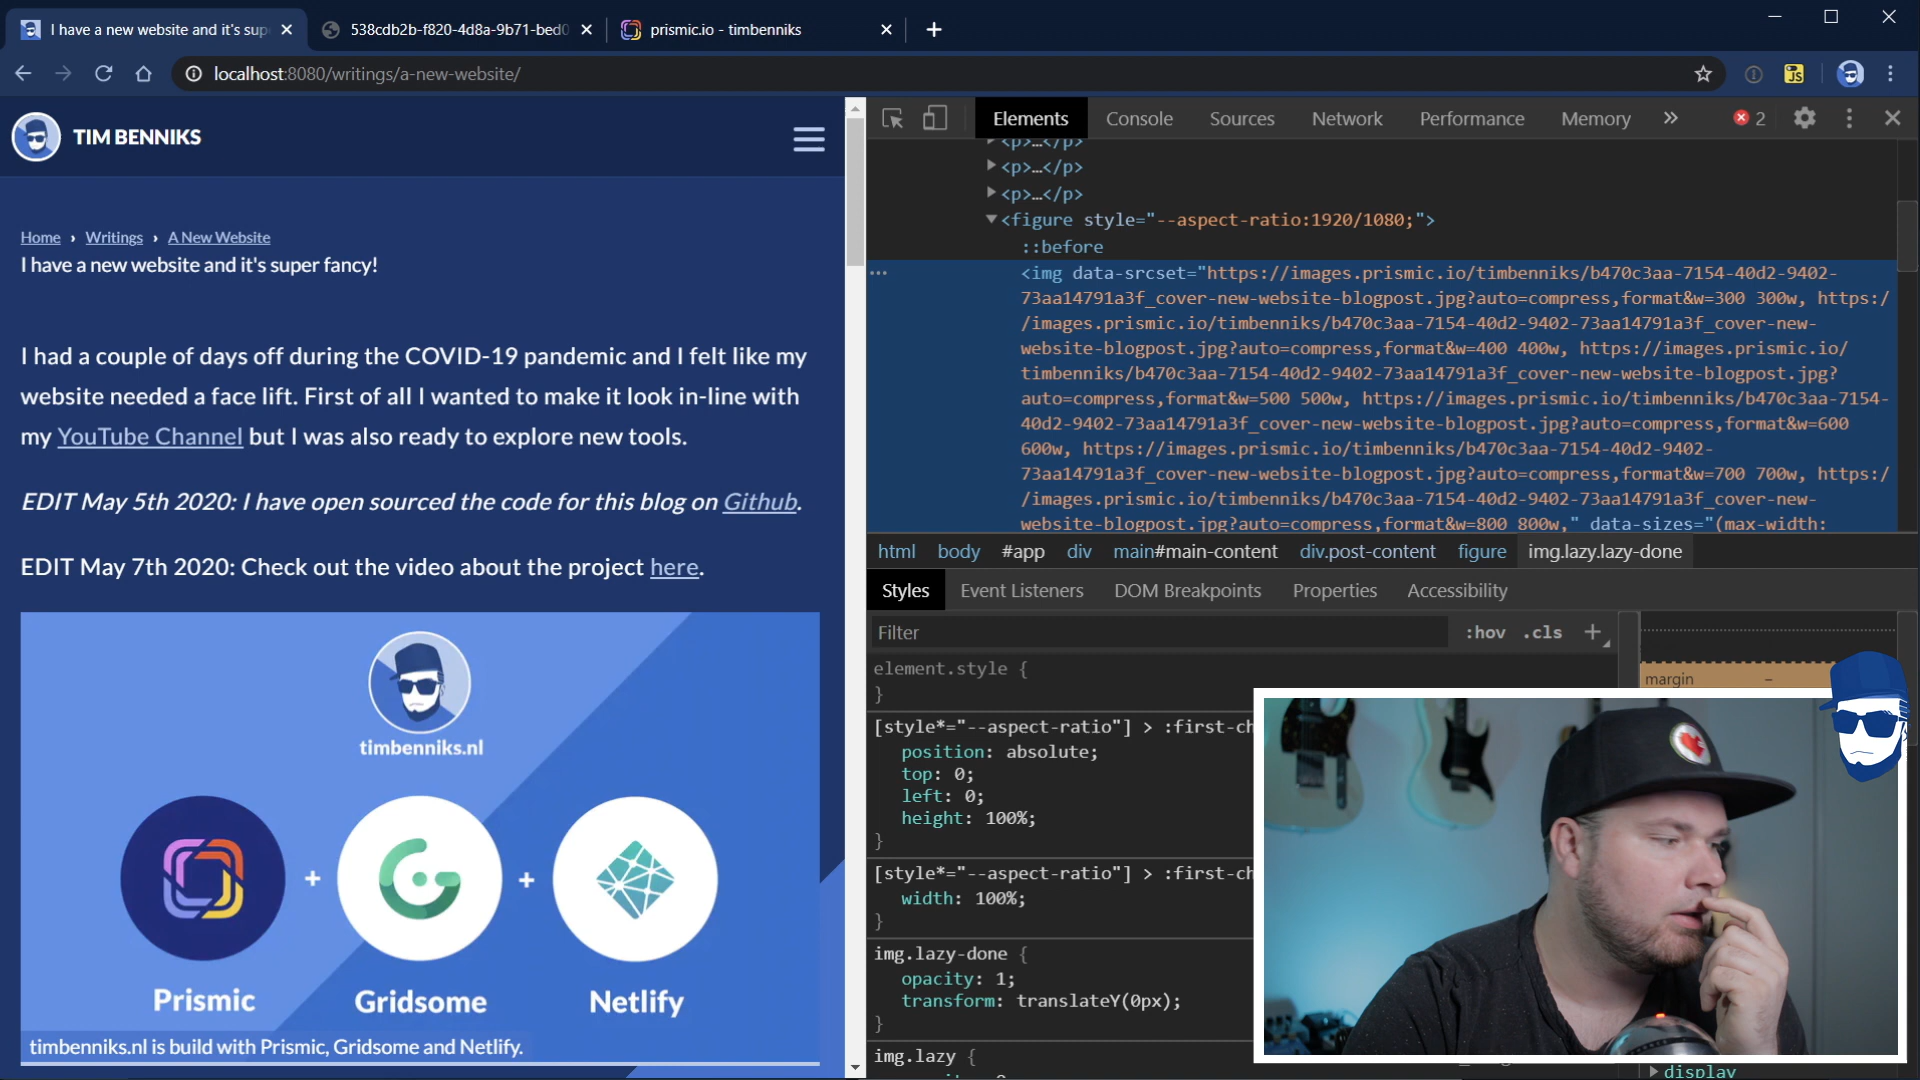 I have a new website and it's sup
538cdb2b-f820-4d8a-9b71-bed0
prismic.io - timbenniks
localhost:8080/writings/a-new-website/
JS
TIM BENNIKS
Home › Writings › A New Website
I have a new website and it's super fancy!
I had a couple of days off during the COVID-19 pandemic and I felt like my
website needed a face lift. First of all I wanted to make it look in-line with
my YouTube Channel but I was also ready to explore new tools.
EDIT May 5th 2020: I have open sourced the code for this blog on Github.
EDIT May 7th 2020: Check out the video about the project here.
timbenniks.nl
+ +
Prismic Gridsome Netlify
timbenniks.nl is build with Prismic, Gridsome and Netlify.
Elements Console Sources Network Performance Memory » 2
<p>…</p>
<p>…</p>
<p>…</p>
<figure style="--aspect-ratio:1920/1080;">
::before
<img data-srcset="https://images.prismic.io/timbenniks/b470c3aa-7154-40d2-9402-
73aa14791a3f_cover-new-website-blogpost.jpg?auto=compress,format&w=300 300w, https:/
/images.prismic.io/timbenniks/b470c3aa-7154-40d2-9402-73aa14791a3f_cover-new-
website-blogpost.jpg?auto=compress,format&w=400 400w, https://images.prismic.io/
timbenniks/b470c3aa-7154-40d2-9402-73aa14791a3f_cover-new-website-blogpost.jpg?
auto=compress,format&w=500 500w, https://images.prismic.io/timbenniks/b470c3aa-7154-
40d2-9402-73aa14791a3f_cover-new-website-blogpost.jpg?auto=compress,format&w=600
600w, https://images.prismic.io/timbenniks/b470c3aa-7154-40d2-9402-
73aa14791a3f_cover-new-website-blogpost.jpg?auto=compress,format&w=700 700w, https:/
/images.prismic.io/timbenniks/b470c3aa-7154-40d2-9402-73aa14791a3f_cover-new-
website-blogpost.jpg?auto=compress,format&w=800 800w," data-sizes="(max-width:
html body #app div main#main-content div.post-content figure img.lazy.lazy-done
Styles Event Listeners DOM Breakpoints Properties Accessibility
Filter :hov .cls +
element.style {
}
[style*="--aspect-ratio"] > :first-ch
position: absolute;
top: 0;
left: 0;
height: 100%;
}
[style*="--aspect-ratio"] > :first-ch
width: 100%;
}
img.lazy-done {
opacity: 1;
transform: translateY(0px);
}
img.lazy {
margin –
display